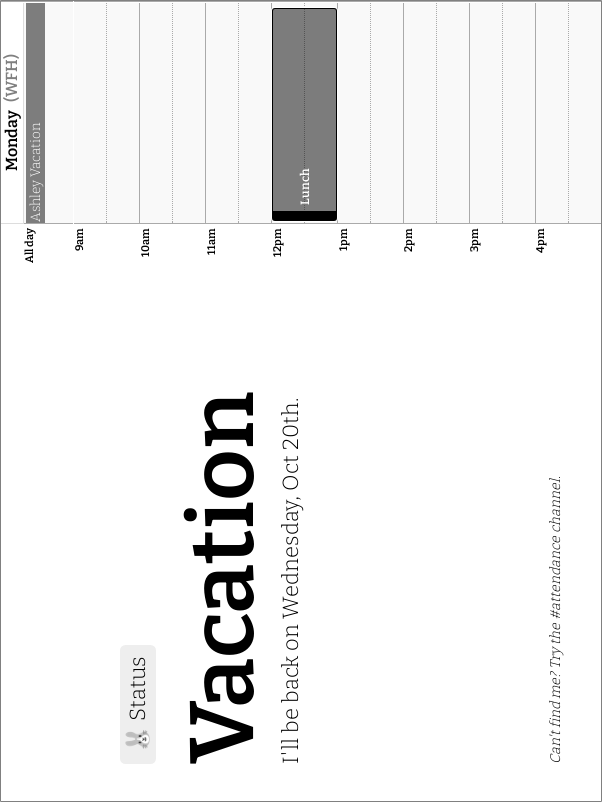 Status
Vacation
I'll be back on Wednesday, Oct 20th.
Can't find me? Try the #attendance channel.
Monday (WFH)
All day
Ashley Vacation
9am
10am
11am
12pm
Lunch
1pm
2pm
3pm
4pm